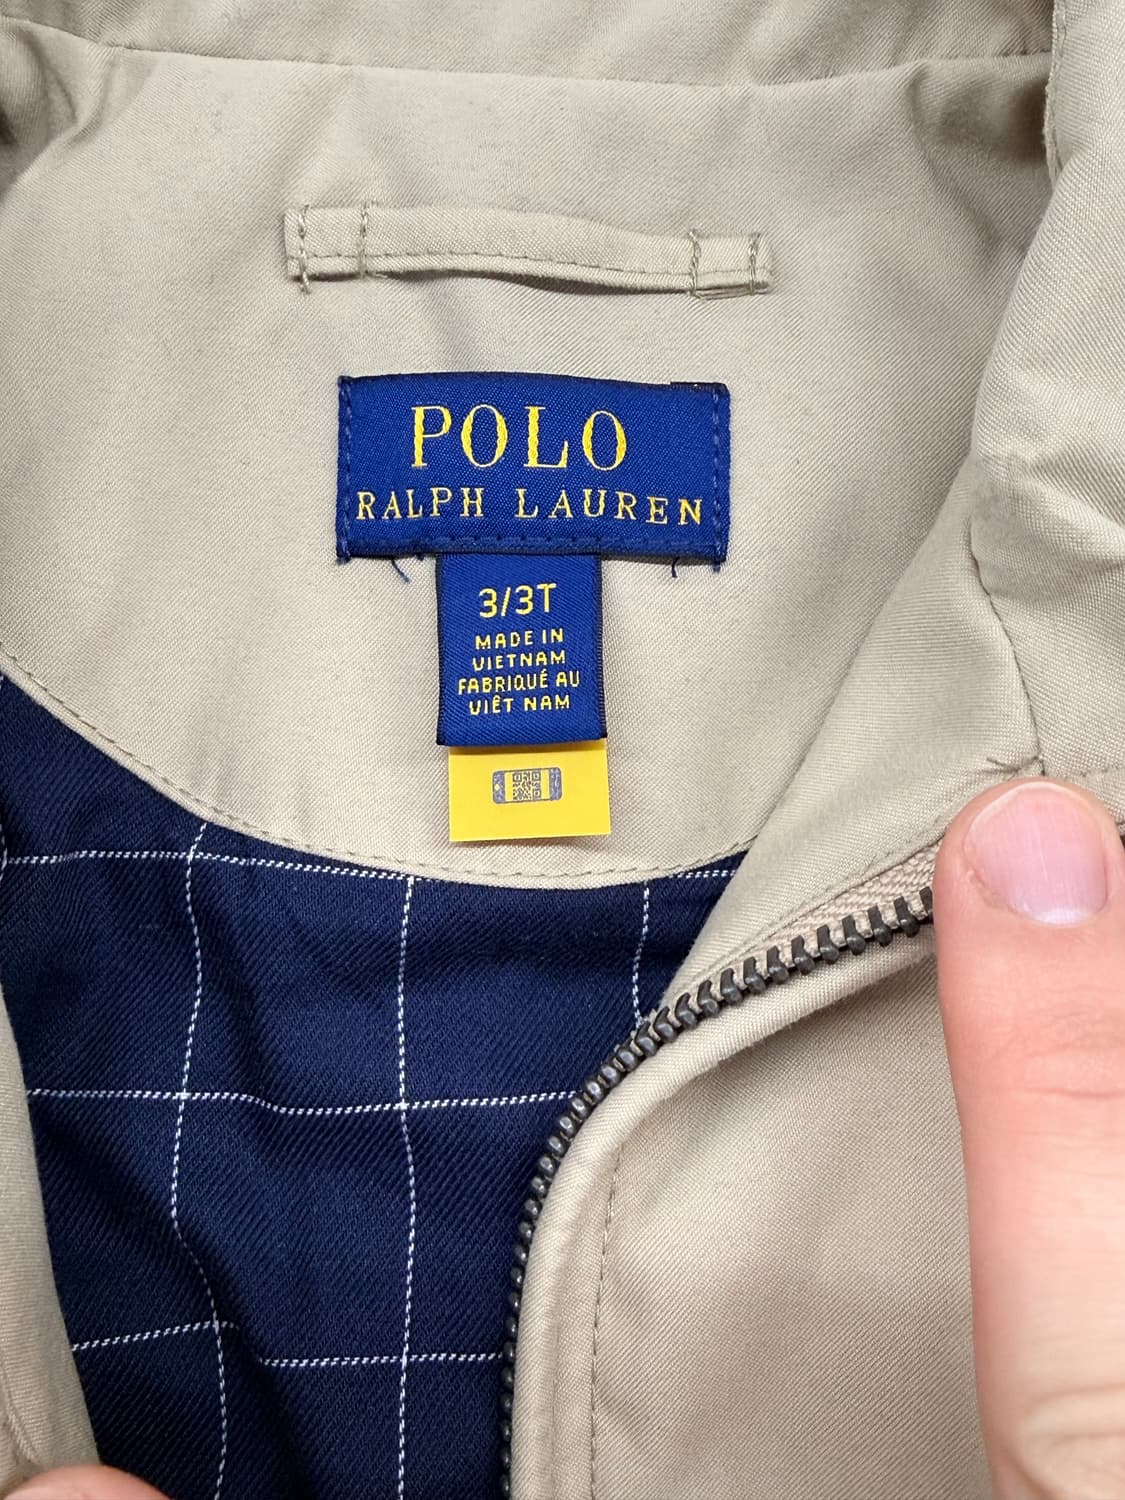 POLO
RALPH LAUREN
3/3T
MADE IN
VIETNAM
FABRIQUÉ AU
VIÊT NAM